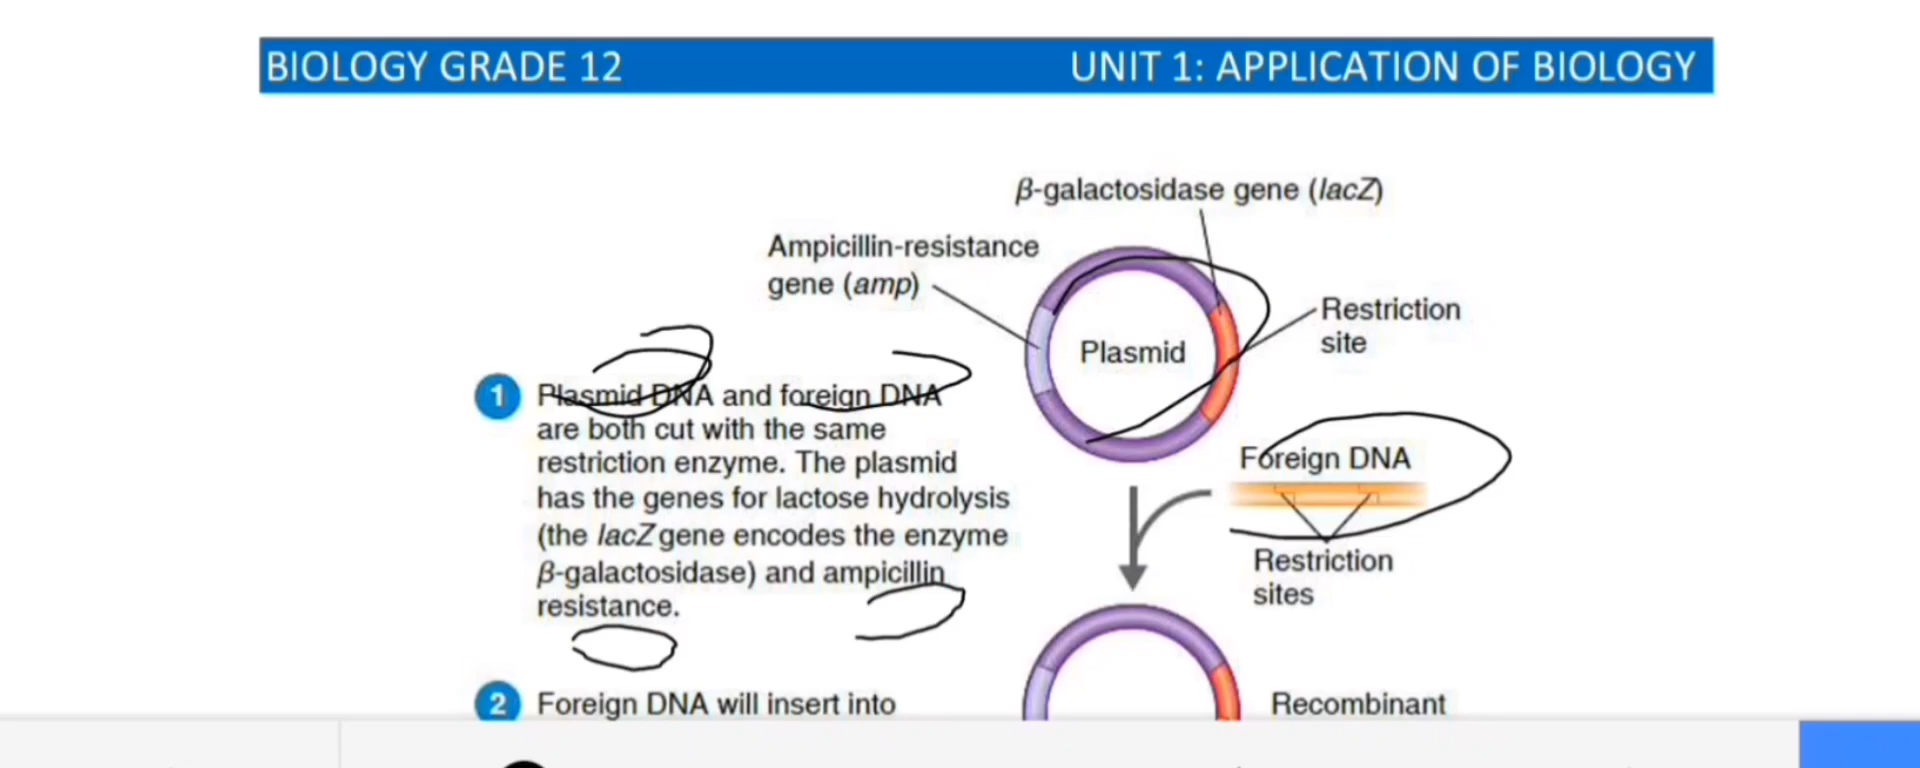 BIOLOGY GRADE 12 UNIT 1: APPLICATION OF BIOLOGY
β-galactosidase gene (lacZ)
Ampicillin-resistance
gene (amp)
Restriction
site
Plasmid
1 Plasmid DNA and foreign DNA
are both cut with the same
restriction enzyme. The plasmid
has the genes for lactose hydrolysis
(the lacZ gene encodes the enzyme
β-galactosidase) and ampicillin
resistance.
Foreign DNA
Restriction
sites
2 Foreign DNA will insert into
Recombinant